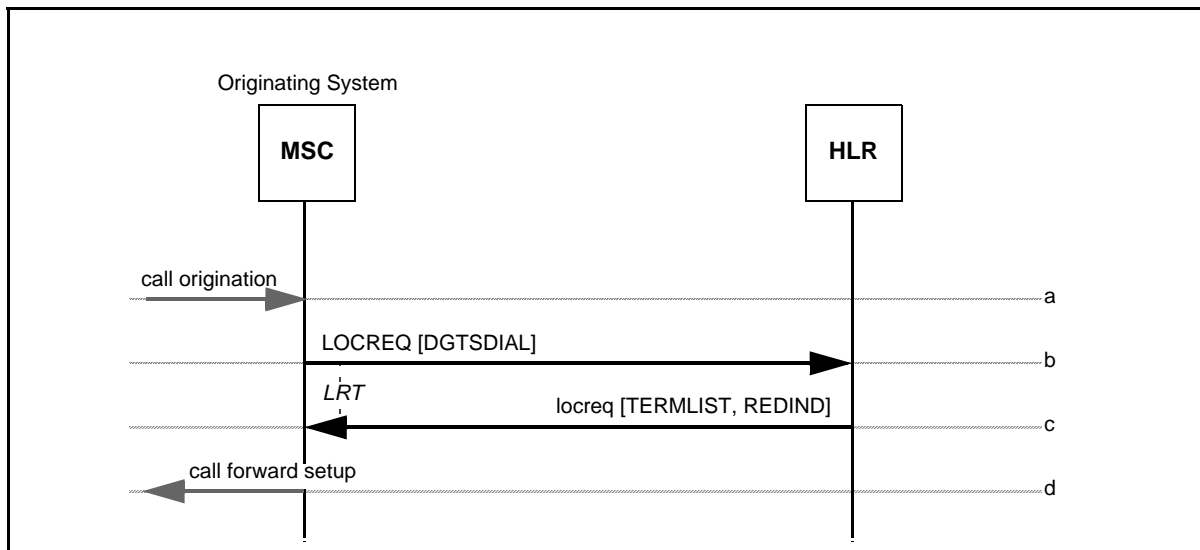 Originating System
MSC
HLR
call origination
a
LOCREQ [DGTSDIAL]
b
LRT
locreq [TERMLIST, REDIND]
c
call forward setup
d